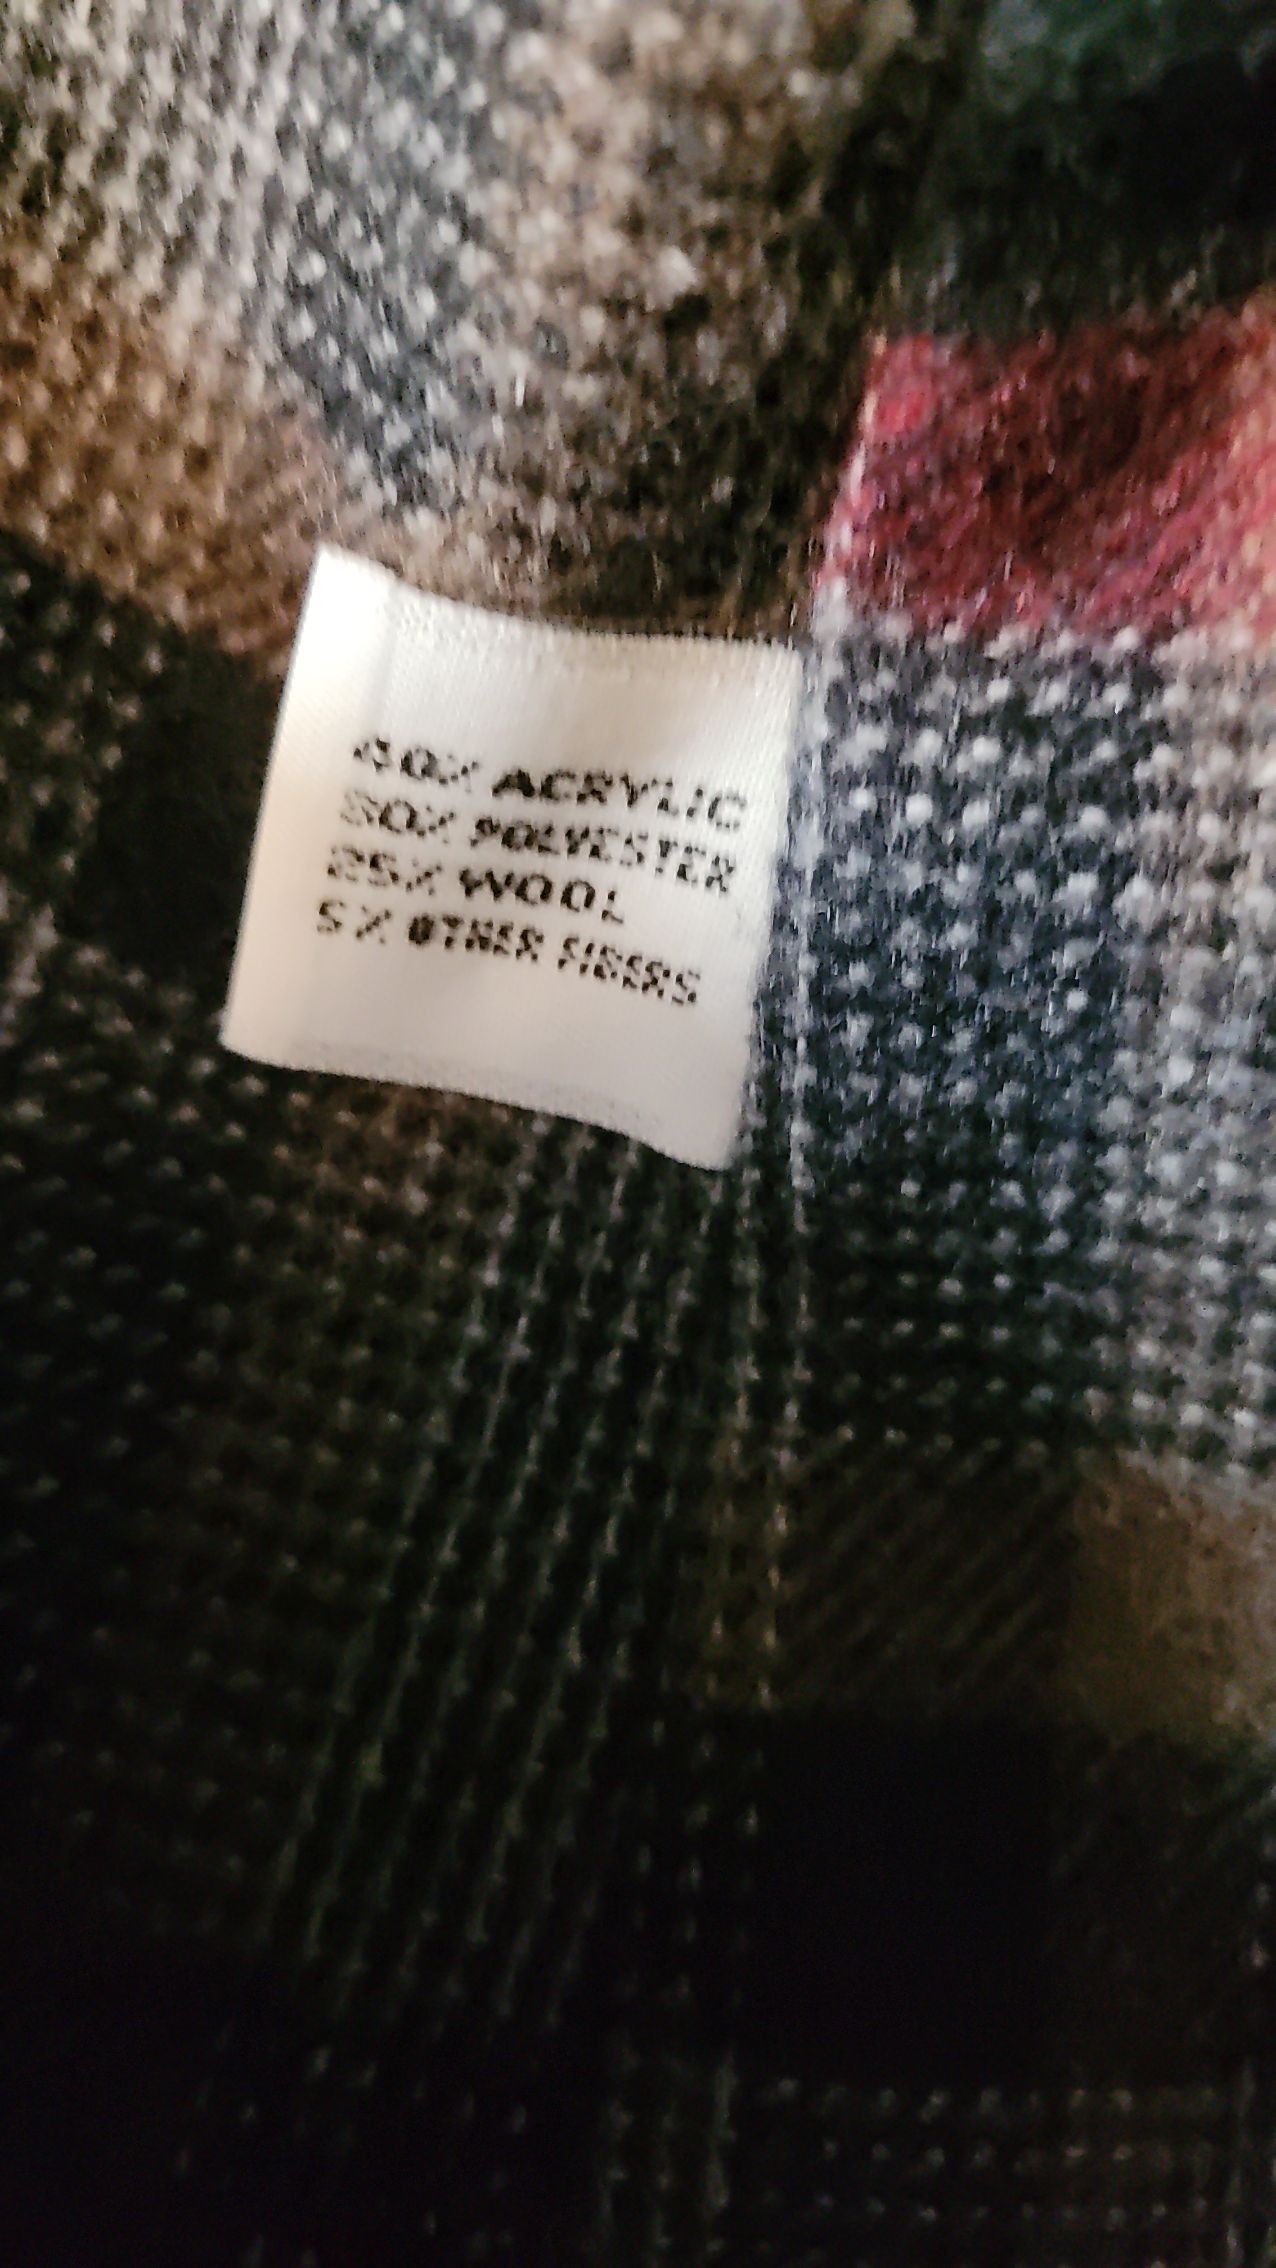 40% ACRYLIC
30% POLYESTER
25% WOOL
5% OTHER FIBERS